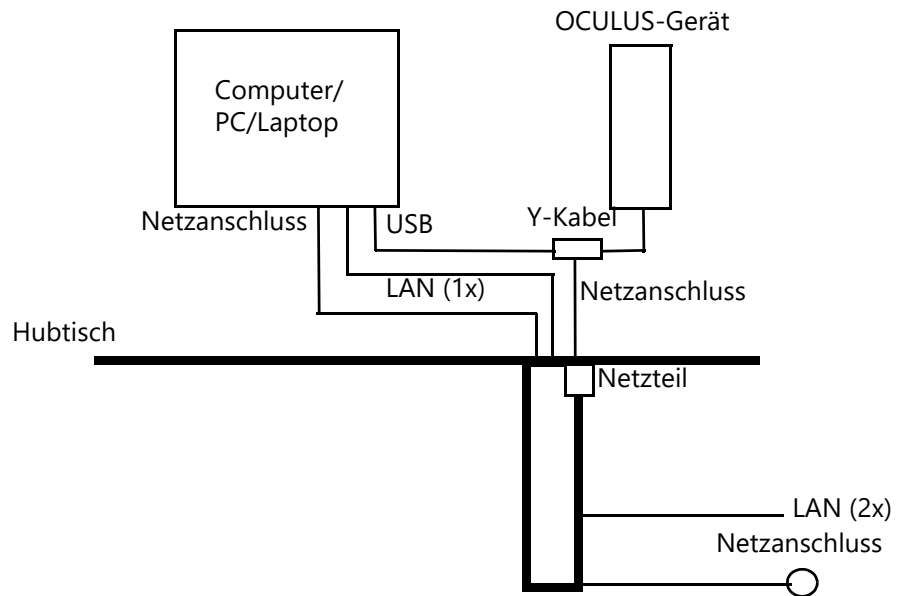 OCULUS-Gerät
Computer/
PC/Laptop
Netzanschluss
USB
Y-Kabel
LAN (1x)
Netzanschluss
Hubtisch
Netzteil
LAN (2x)
Netzanschluss